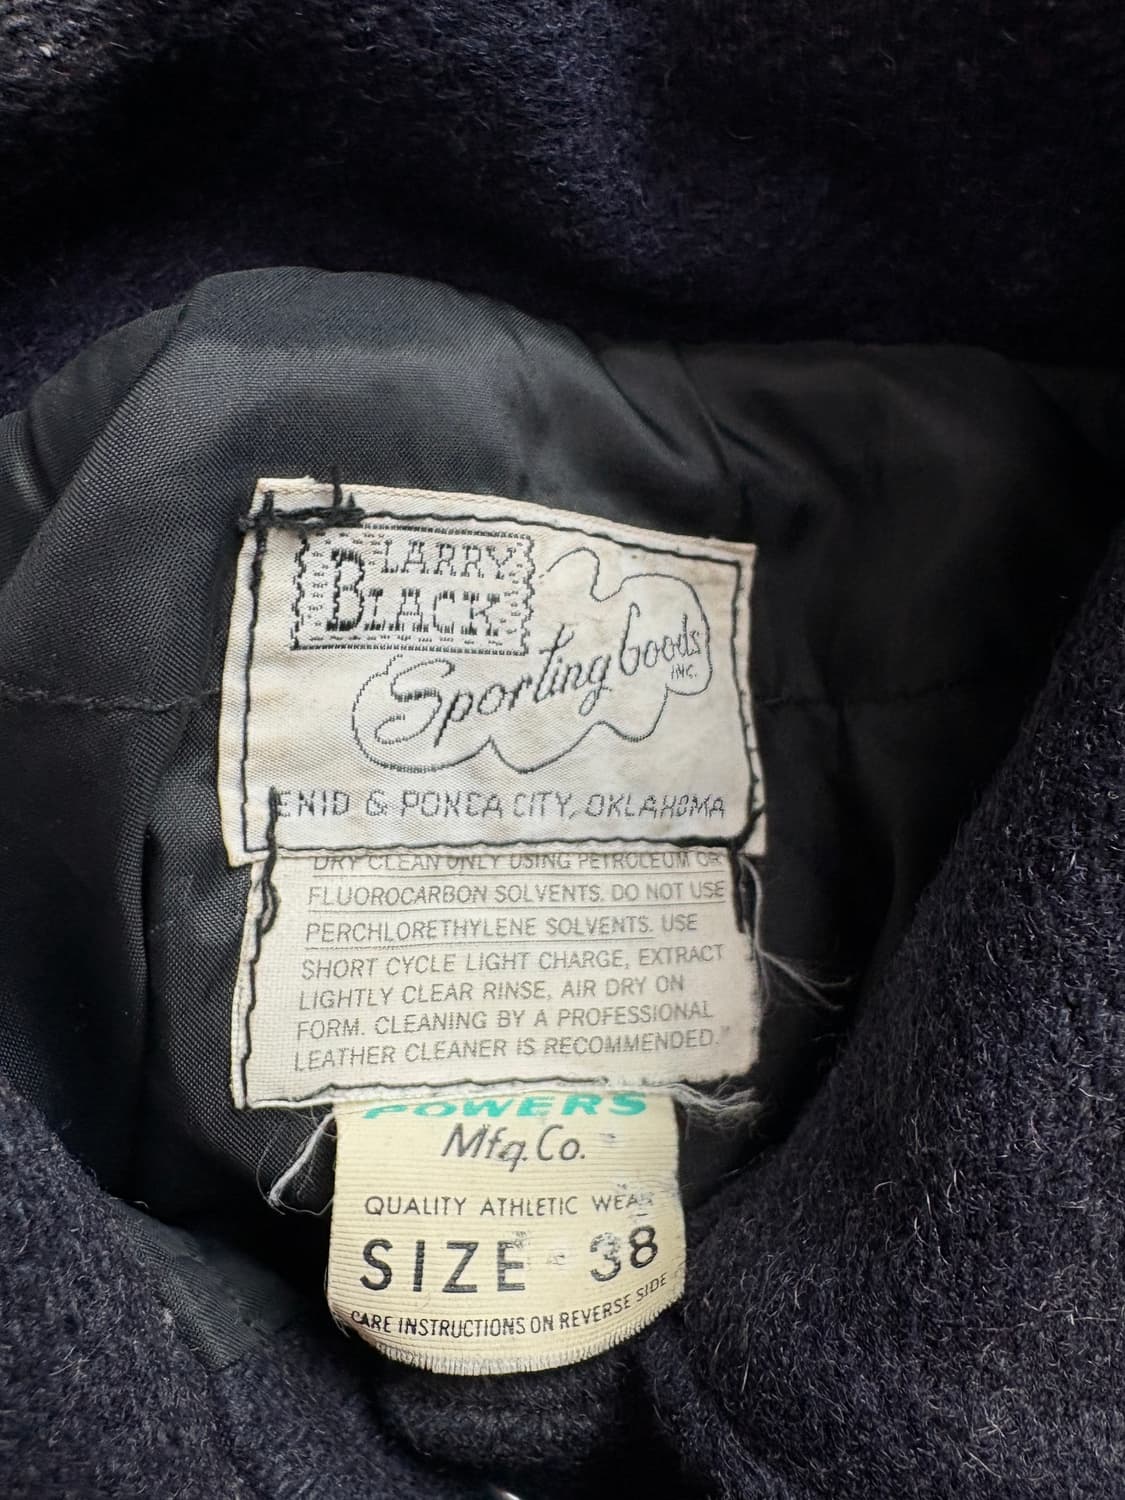 LARRY
BLACK
Sporting Goods
INC.
ENID & PONCA CITY, OKLAHOMA
DRY CLEAN ONLY USING PETROLEUM OR
FLUOROCARBON SOLVENTS. DO NOT USE
PERCHLORETHYLENE SOLVENTS. USE
SHORT CYCLE LIGHT CHARGE, EXTRACT
LIGHTLY CLEAR RINSE, AIR DRY ON
FORM. CLEANING BY A PROFESSIONAL
LEATHER CLEANER IS RECOMMENDED.
POWERS
Mfg. Co.
QUALITY ATHLETIC WEAR
SIZE 38
CARE INSTRUCTIONS ON REVERSE SIDE